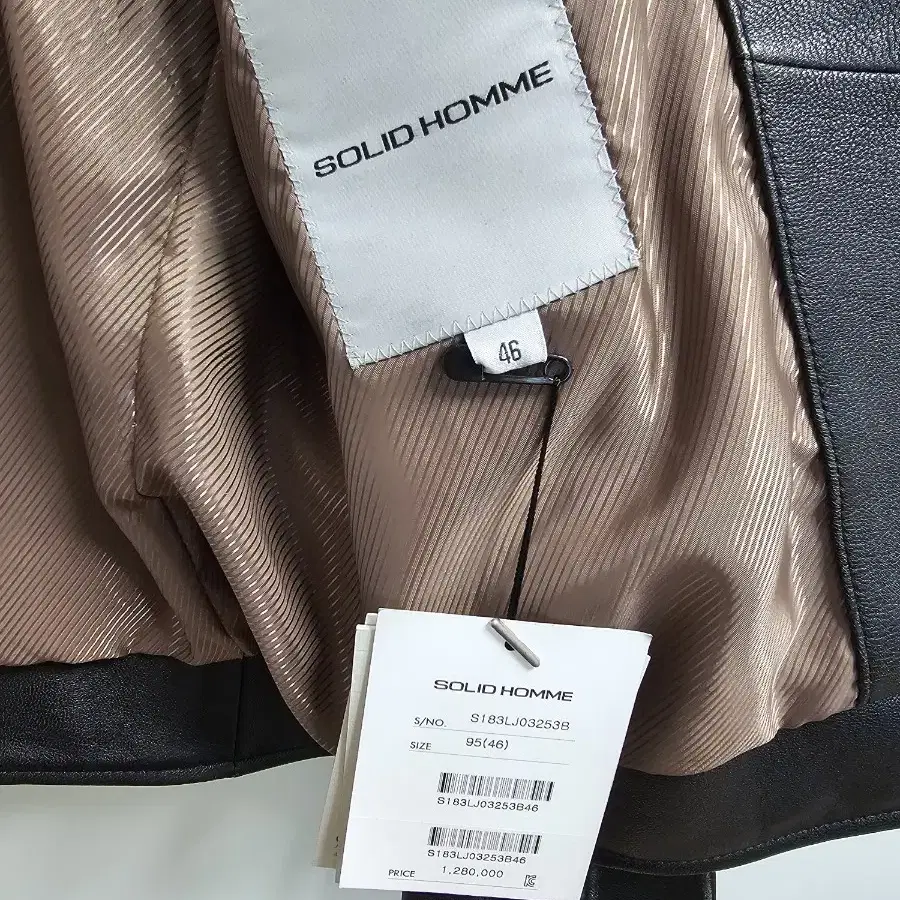 SOLID HOMME
46
SOLID HOMME
S/NO. S183LJ03253B
SIZE 95(46)
S183LJ03253B46
S183LJ03253B46
PRICE 1,280,000